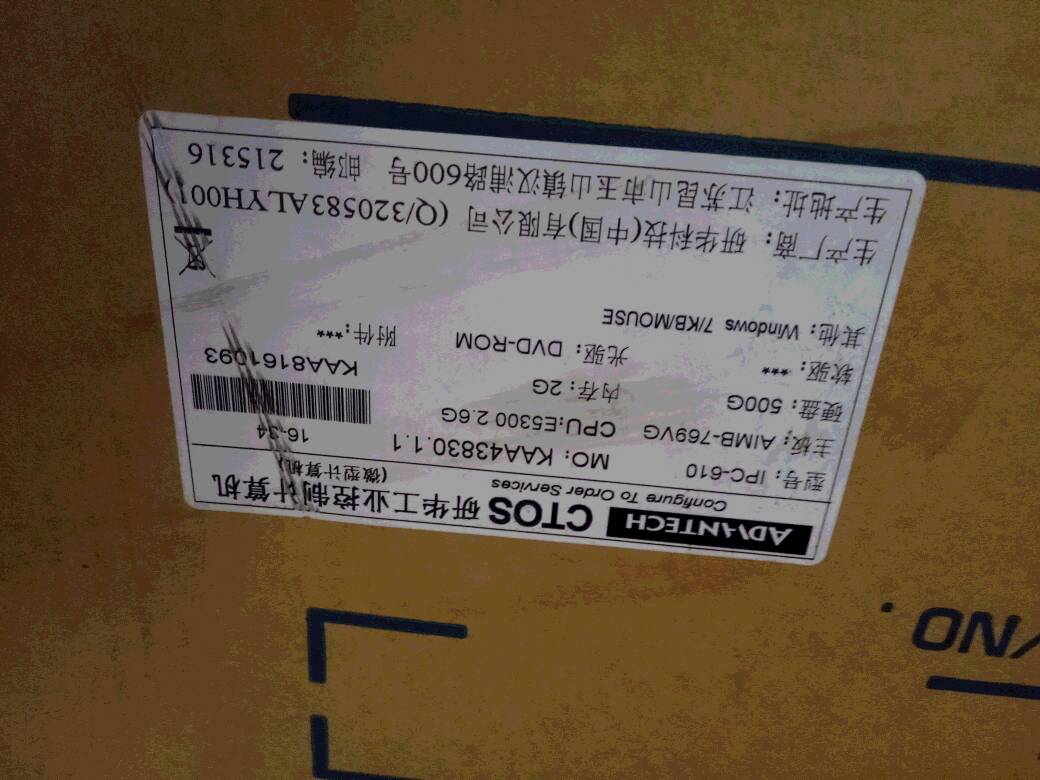 ADVANTECH CTOS 研华工业控制计算机
Configure To Order Services (微型计算机)
型号: IPC-610 MO: KAA43830.1.1 16-34
主板: AIMB-769VG CPU:E5300 2.6G
硬盘: 500G 内存: 2G KAA8161093
软驱: *** 光驱: DVD-ROM 附件:***
其他: Windows 7/KB/MOUSE
生产厂商: 研华科技(中国)有限公司 (Q/320583ALYH001
生产地址: 江苏昆山市玉山镇汉浦路600号 邮编: 215316
/NO.